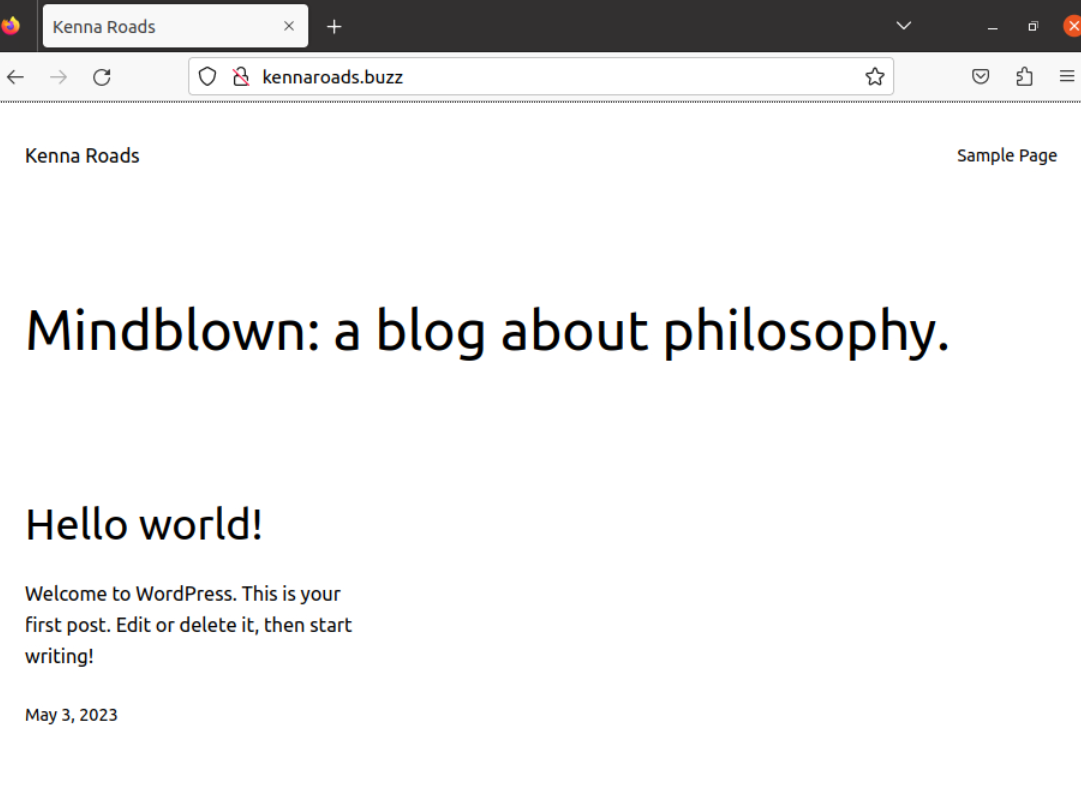 Kenna Roads
kennaroads.buzz
Kenna Roads
Sample Page
Mindblown: a blog about philosophy.
Hello world!
Welcome to WordPress. This is your
first post. Edit or delete it, then start
writing!
May 3, 2023